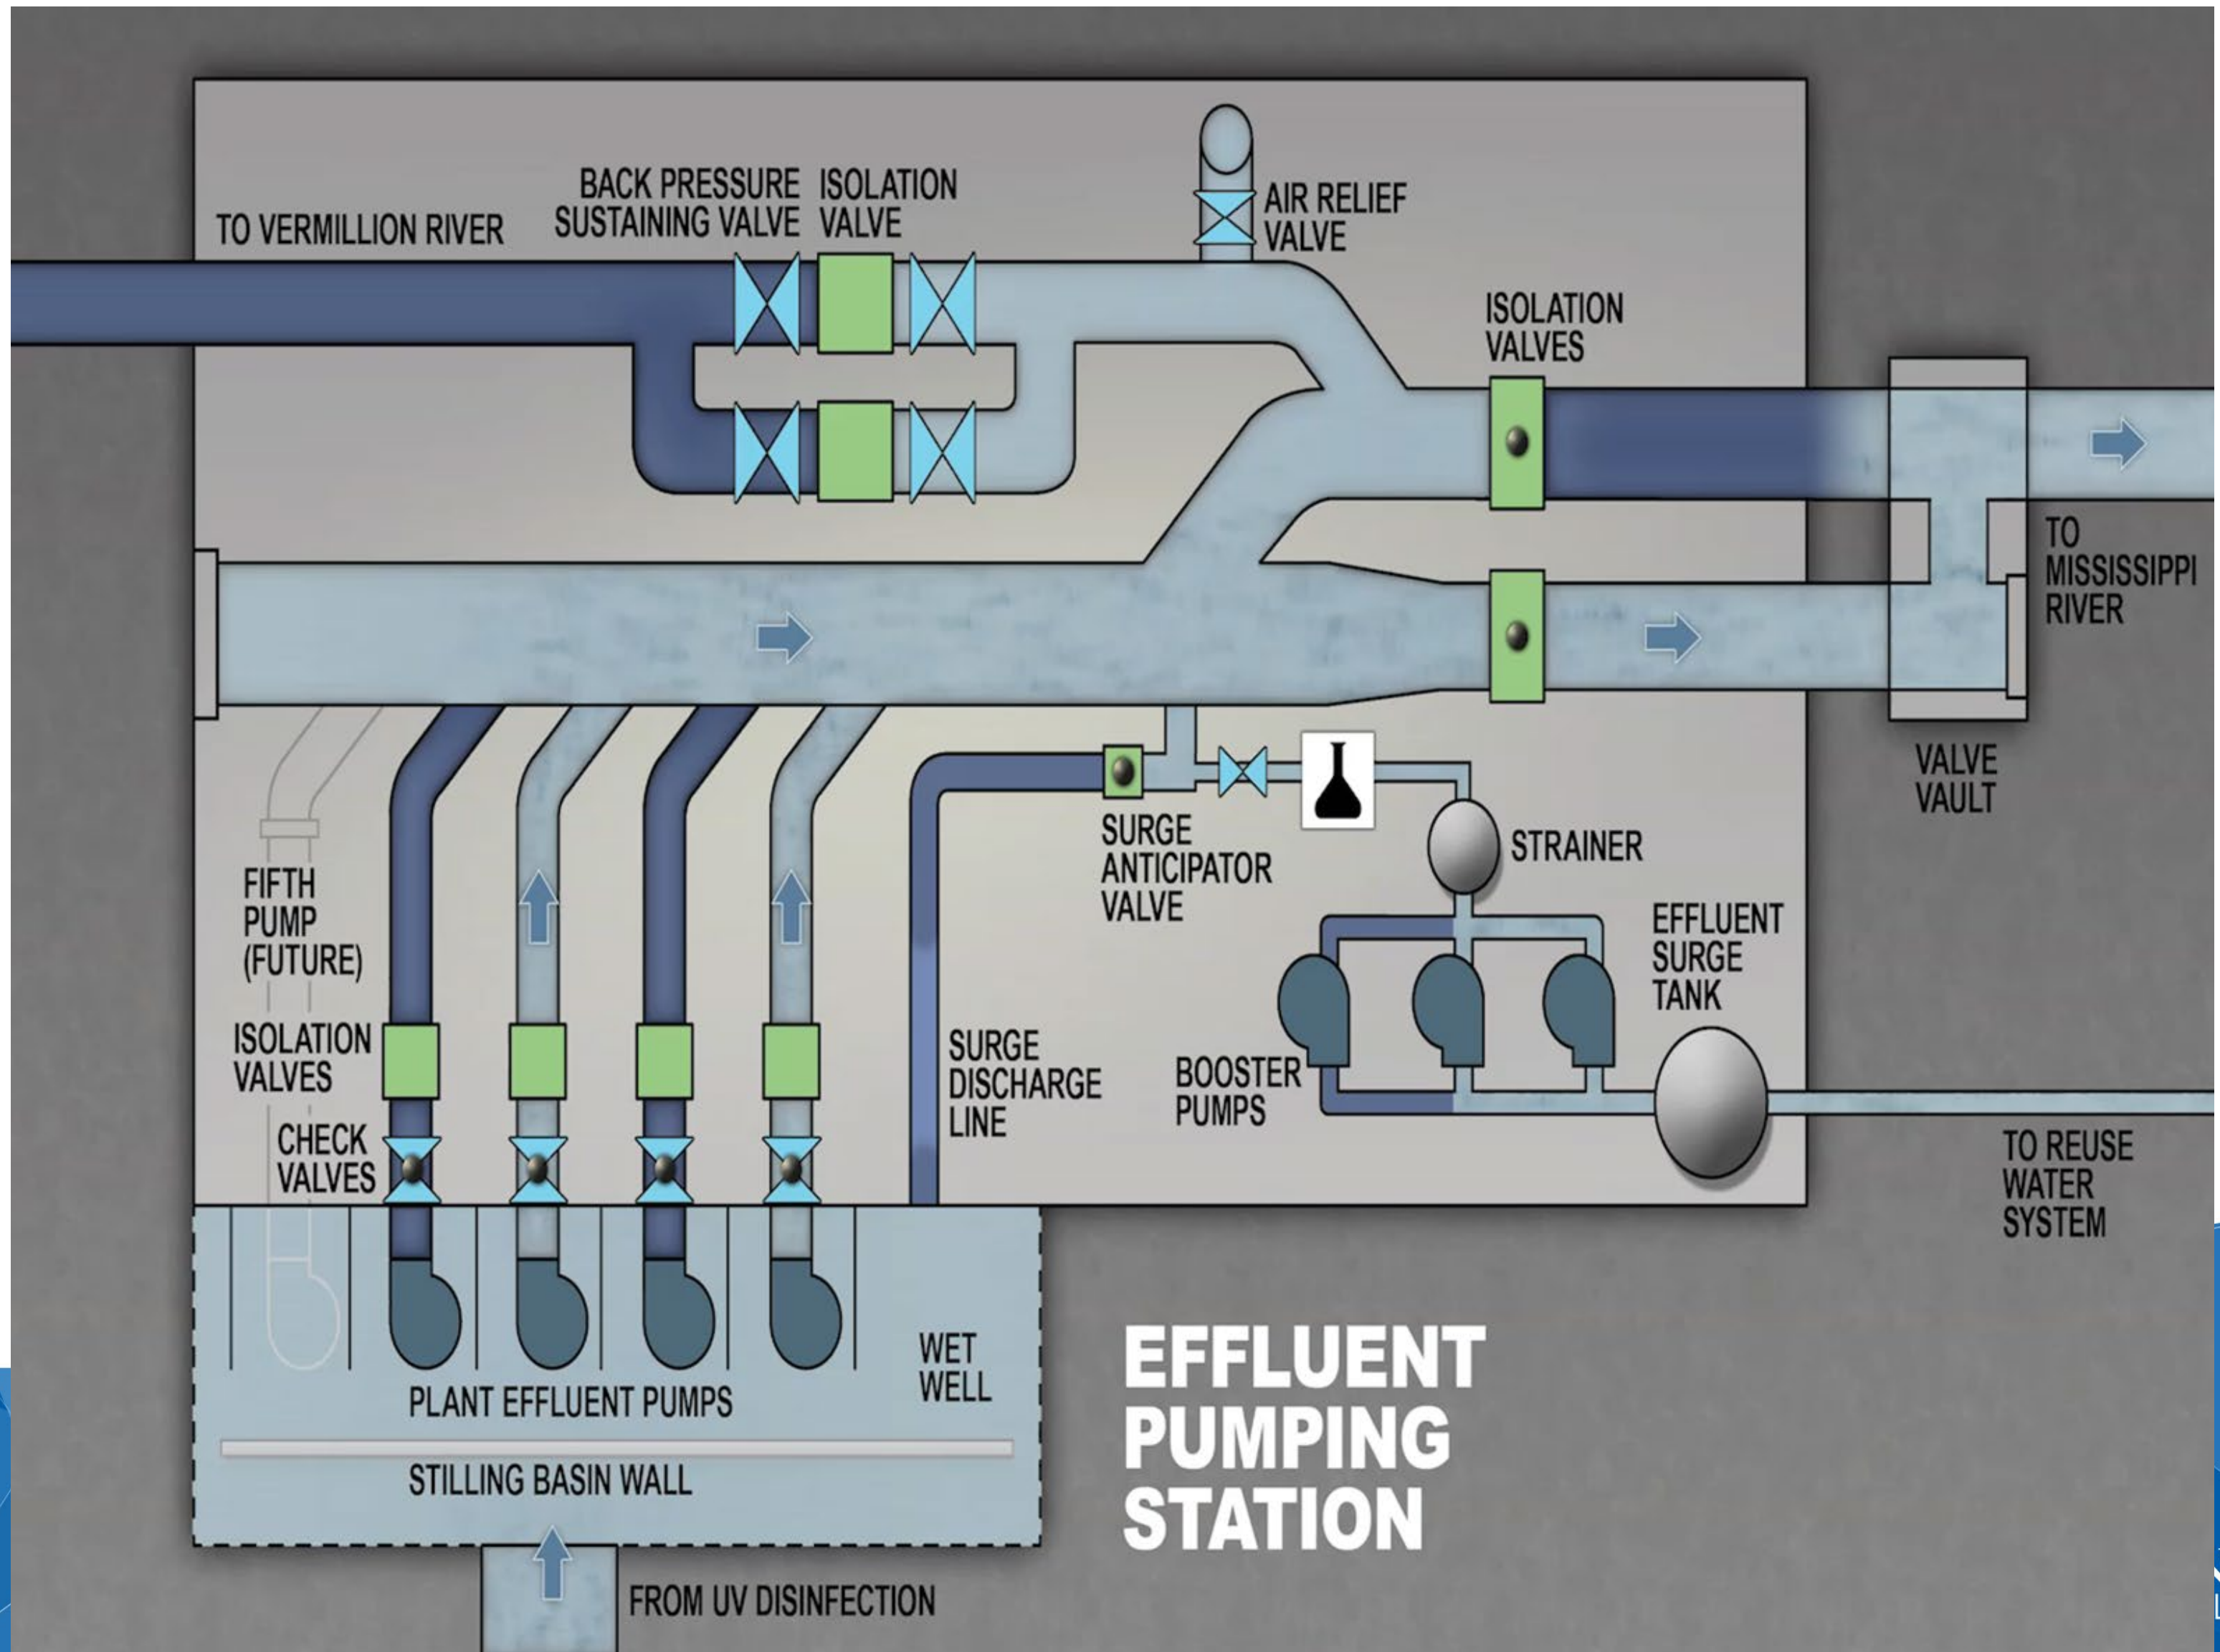 BACK PRESSURE
SUSTAINING VALVE
ISOLATION
VALVE
AIR RELIEF
VALVE
TO VERMILLION RIVER
ISOLATION
VALVES
TO
MISSISSIPPI
RIVER
VALVE
VAULT
SURGE
ANTICIPATOR
VALVE
STRAINER
FIFTH
PUMP
(FUTURE)
EFFLUENT
SURGE
TANK
ISOLATION
VALVES
SURGE
DISCHARGE
LINE
BOOSTER
PUMPS
CHECK
VALVES
TO REUSE
WATER
SYSTEM
WET
WELL
PLANT EFFLUENT PUMPS
STILLING BASIN WALL
EFFLUENT
PUMPING
STATION
FROM UV DISINFECTION